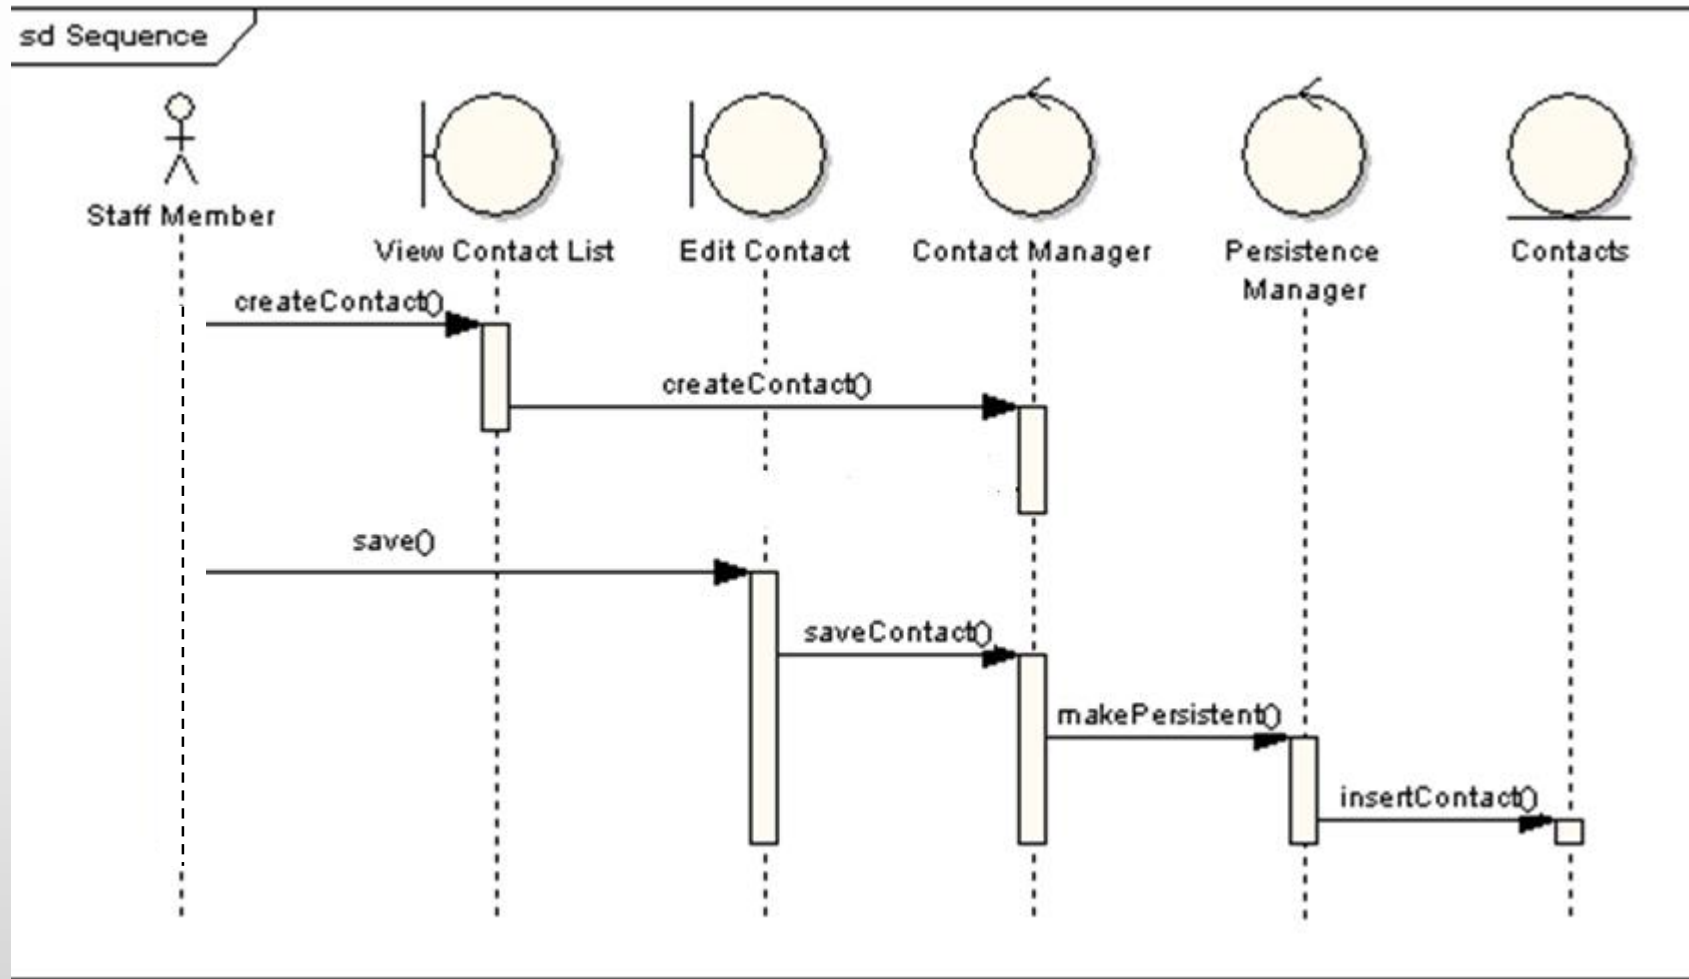 sd Sequence
Staff Member
View Contact List
Edit Contact
Contact Manager
Persistence
Manager
Contacts
createContact()
createContact()
save()
saveContact()
makePersistent()
insertContact()